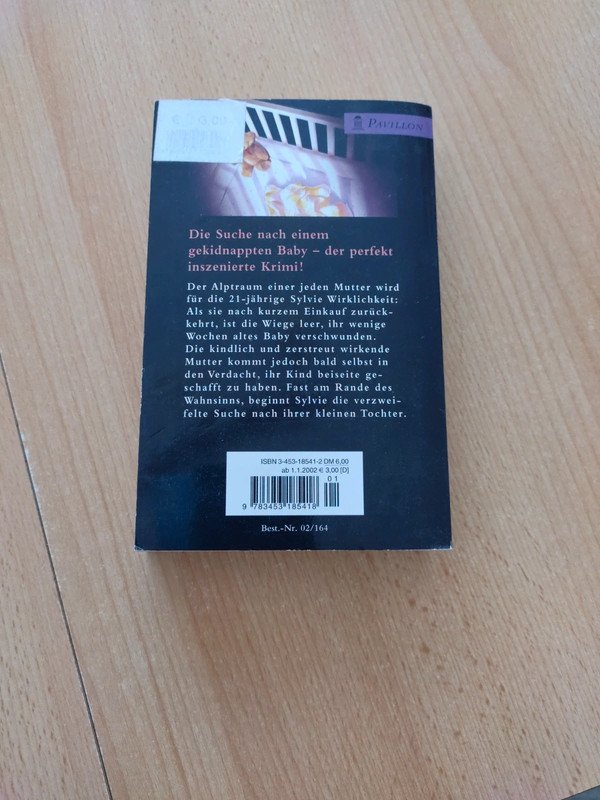 PAVILLON
Die Suche nach einem
gekidnappten Baby – der perfekt
inszenierte Krimi!
Der Alptraum einer jeden Mutter wird
für die 21-jährige Sylvie Wirklichkeit:
Als sie nach kurzem Einkauf zurück-
kehrt, ist die Wiege leer, ihr wenige
Wochen altes Baby verschwunden.
Die kindlich und zerstreut wirkende
Mutter kommt jedoch bald selbst in
den Verdacht, ihr Kind beiseite ge-
schafft zu haben. Fast am Rande des
Wahnsinns, beginnt Sylvie die verzwei-
felte Suche nach ihrer kleinen Tochter.
ISBN 3-453-18541-2 DM 6,00
ab 1.1.2002 € 3,00 [D]
01
9 783453 185418
Best.-Nr. 02/164